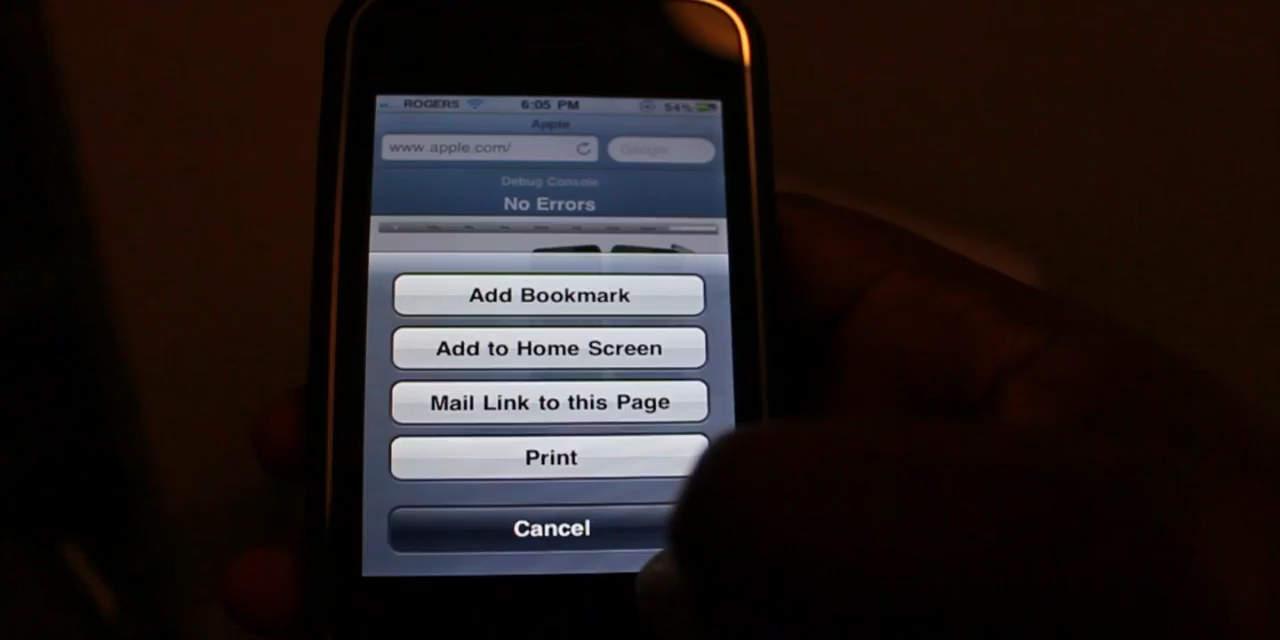 ROGERS 6:05 PM 54%
Apple
www.apple.com/ Google
Debug Console
No Errors
Add Bookmark
Add to Home Screen
Mail Link to this Page
Print
Cancel